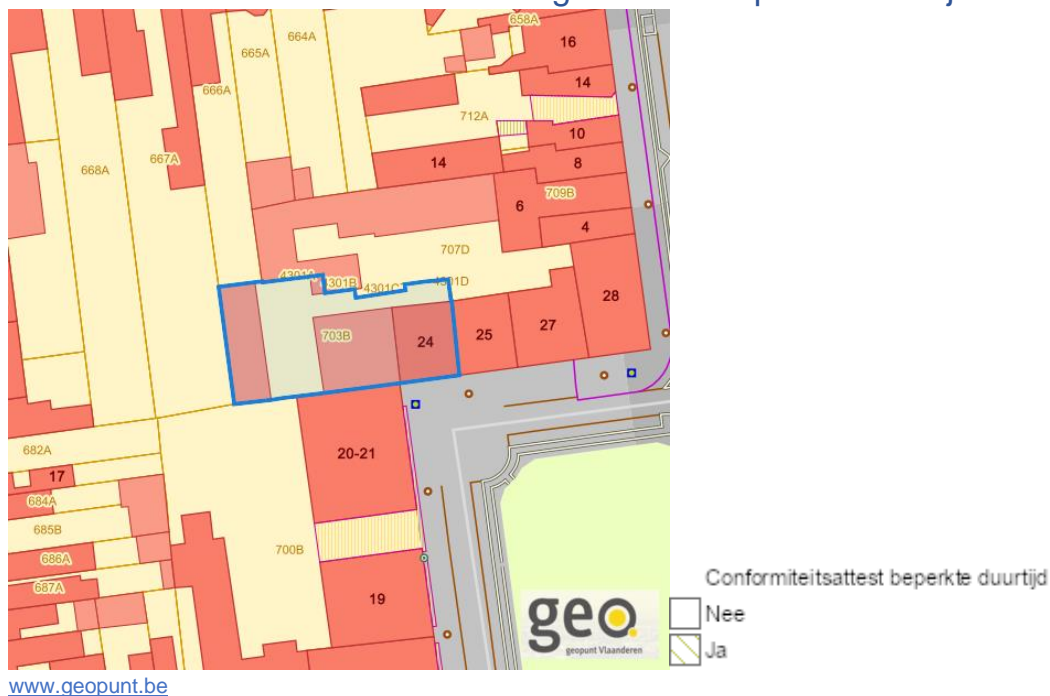 658A
664A
16
665A
14
666A
712A
10
667A
14
8
668A
709B
6
4
707D
4301A
4301B
4301C
4301D
28
27
25
703B
24
682A
20-21
17
684A
685B
700B
686A
687A
19
Conformiteitsattest beperkte duurtijd
Nee
Ja
geo.
geopunt Vlaanderen
www.geopunt.be